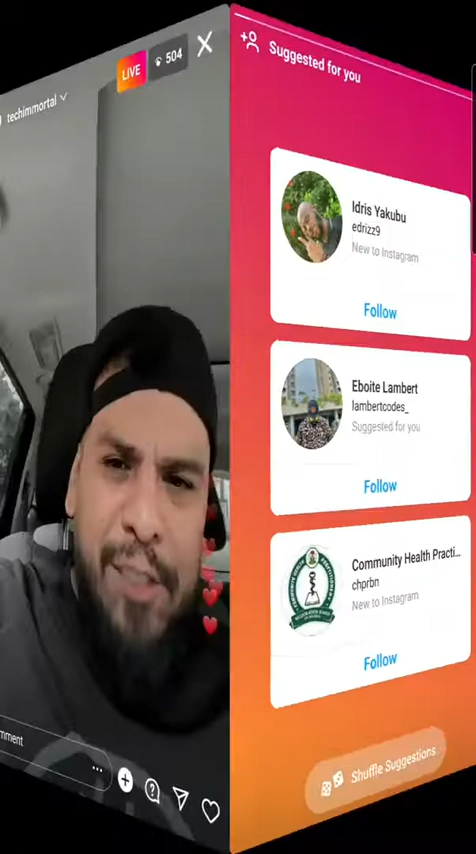 techimmortal
LIVE
504
mment
Suggested for you
Idris Yakubu
edrizz9
New to Instagram
Follow
Eboite Lambert
lambertcodes_
Suggested for you
Follow
Community Health Practi...
chprbn
New to Instagram
Follow
Shuffle Suggestions